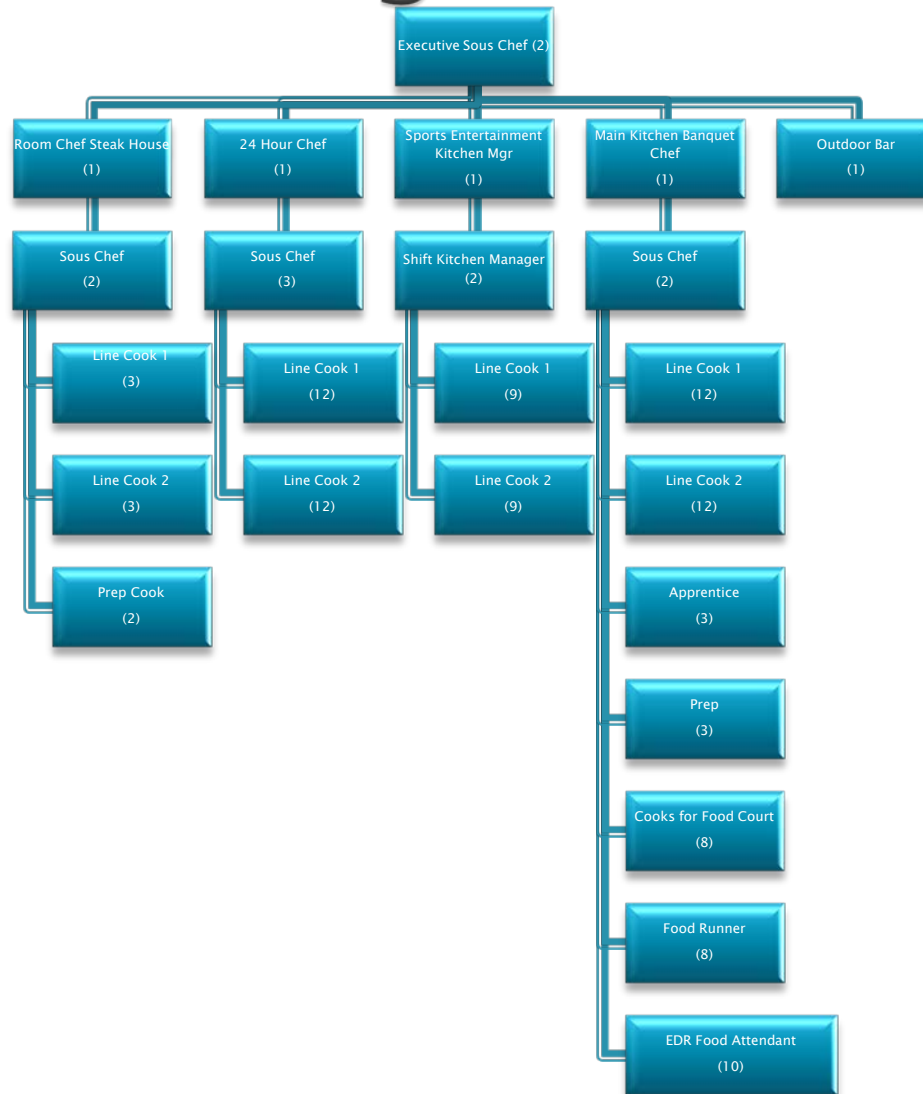 Executive Sous Chef (2)
Room Chef Steak House
(1)
24 Hour Chef
(1)
Sports Entertainment
Kitchen Mgr
(1)
Main Kitchen Banquet
Chef
(1)
Outdoor Bar
(1)
Sous Chef
(2)
Sous Chef
(3)
Shift Kitchen Manager
(2)
Sous Chef
(2)
Line Cook 1
(3)
Line Cook 1
(12)
Line Cook 1
(9)
Line Cook 1
(12)
Line Cook 2
(3)
Line Cook 2
(12)
Line Cook 2
(9)
Line Cook 2
(12)
Prep Cook
(2)
Apprentice
(3)
Prep
(3)
Cooks for Food Court
(8)
Food Runner
(8)
EDR Food Attendant
(10)